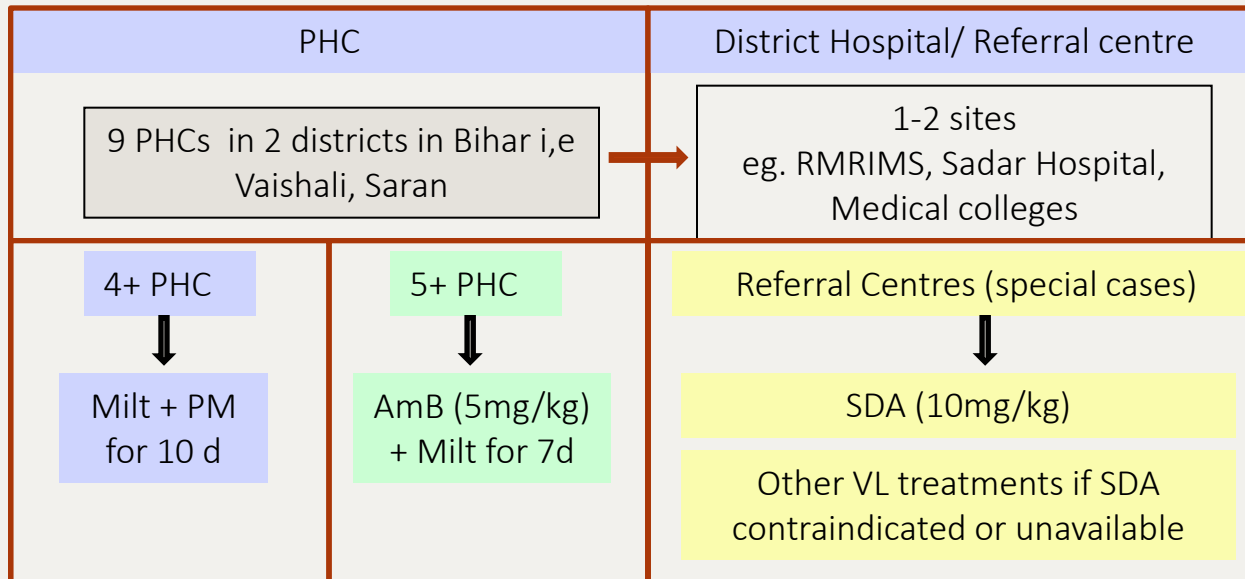 PHC
District Hospital/ Referral centre
9 PHCs  in 2 districts in Bihar i,e
Vaishali, Saran
1-2 sites
eg. RMRIMS, Sadar Hospital,
Medical colleges
4+ PHC
5+ PHC
Referral Centres (special cases)
Milt + PM
for 10 d
AmB (5mg/kg)
+ Milt for 7d
SDA (10mg/kg)
Other VL treatments if SDA
contraindicated or unavailable